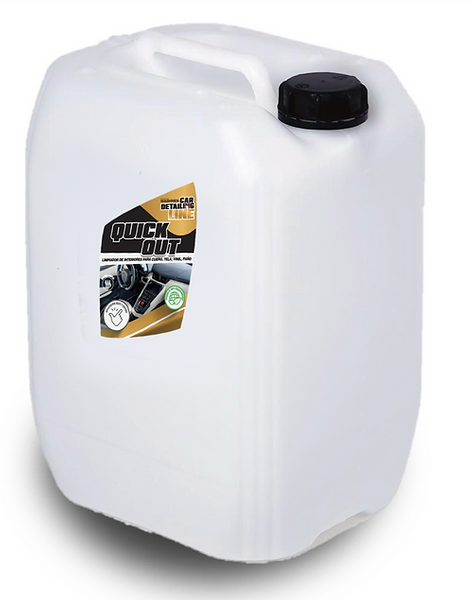 CAR
DETAILING
LINE
QUICK
OUT
LIMPIADOR DE INTERIORES PARA CUERO, TELA, VINIL, PAÑO